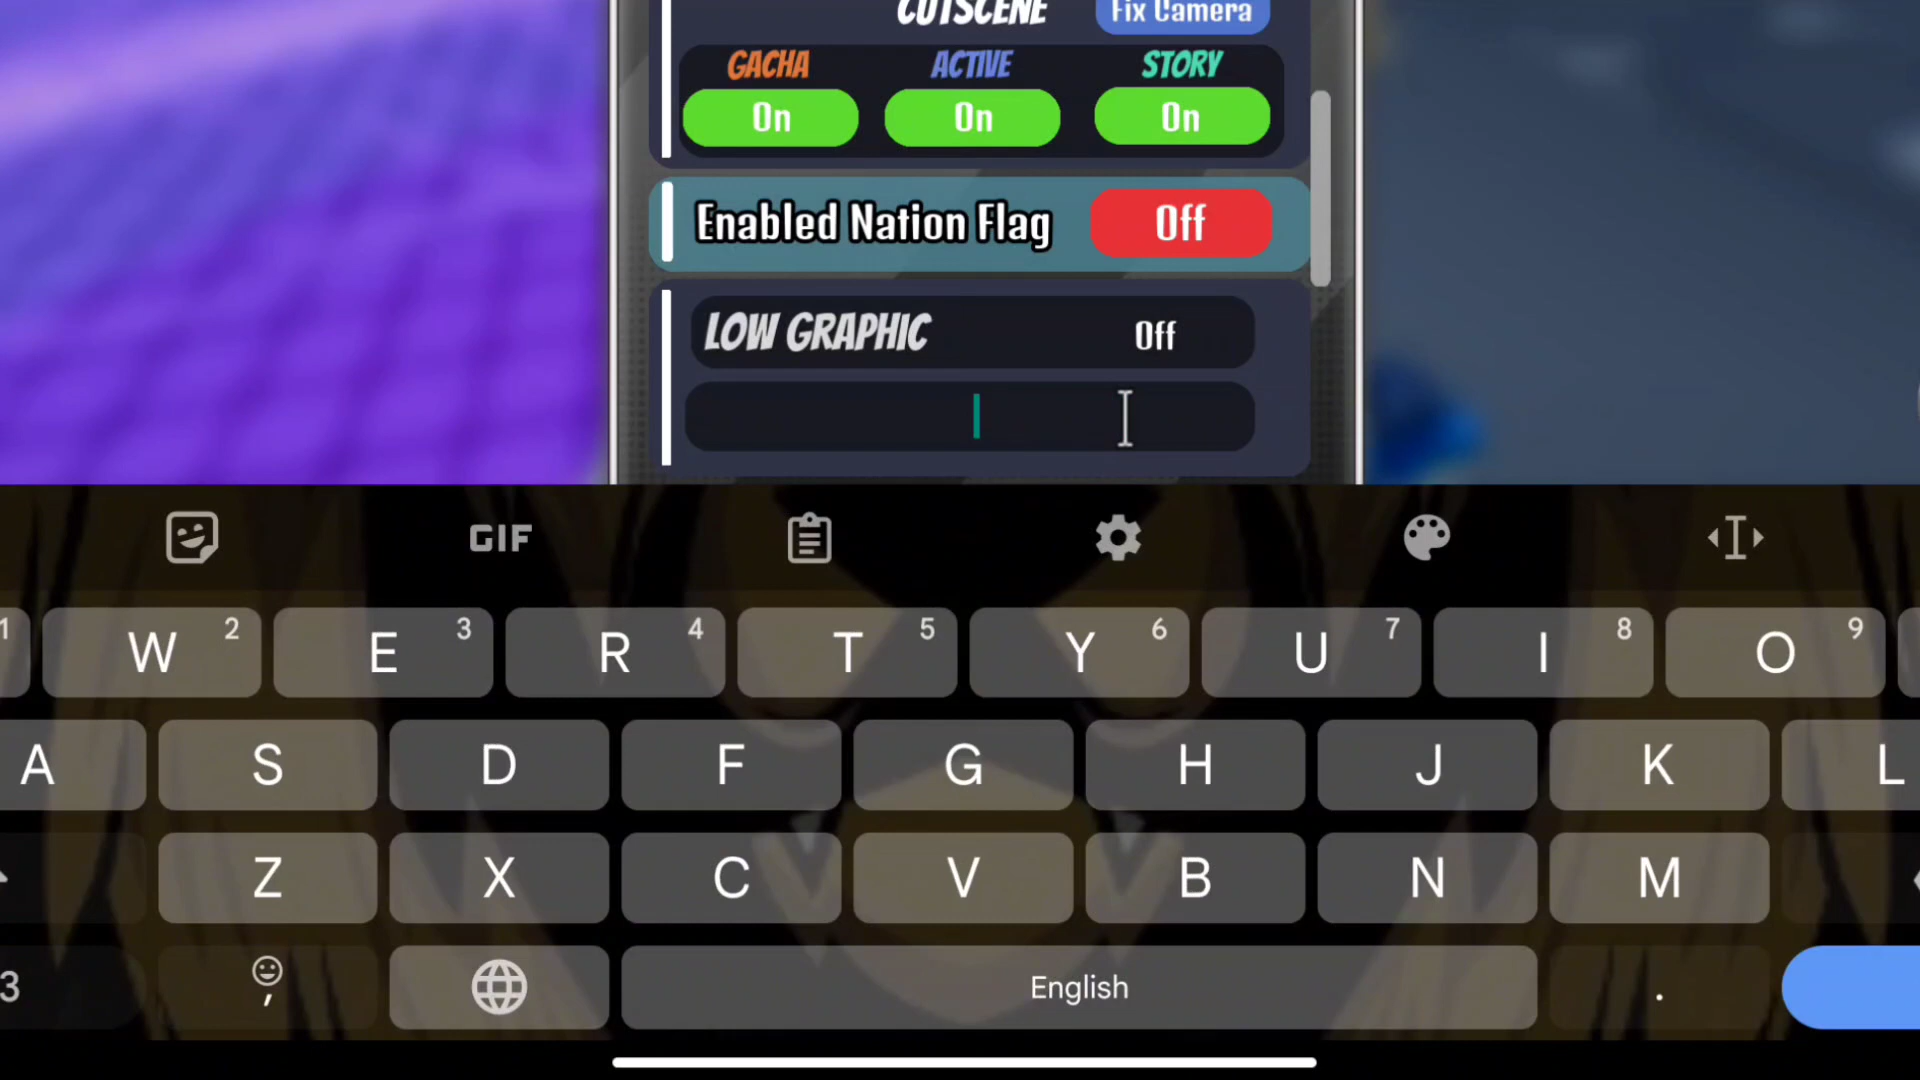 CUTSCENE Fix Camera
GACHA ACTIVE STORY
On On On
Enabled Nation Flag Off
LOW GRAPHIC Off
GIF
1 W 2 E 3 R 4 T 5 Y 6 U 7 I 8 O 9
A S D F G H J K L
Z X C V B N M
3 , English .